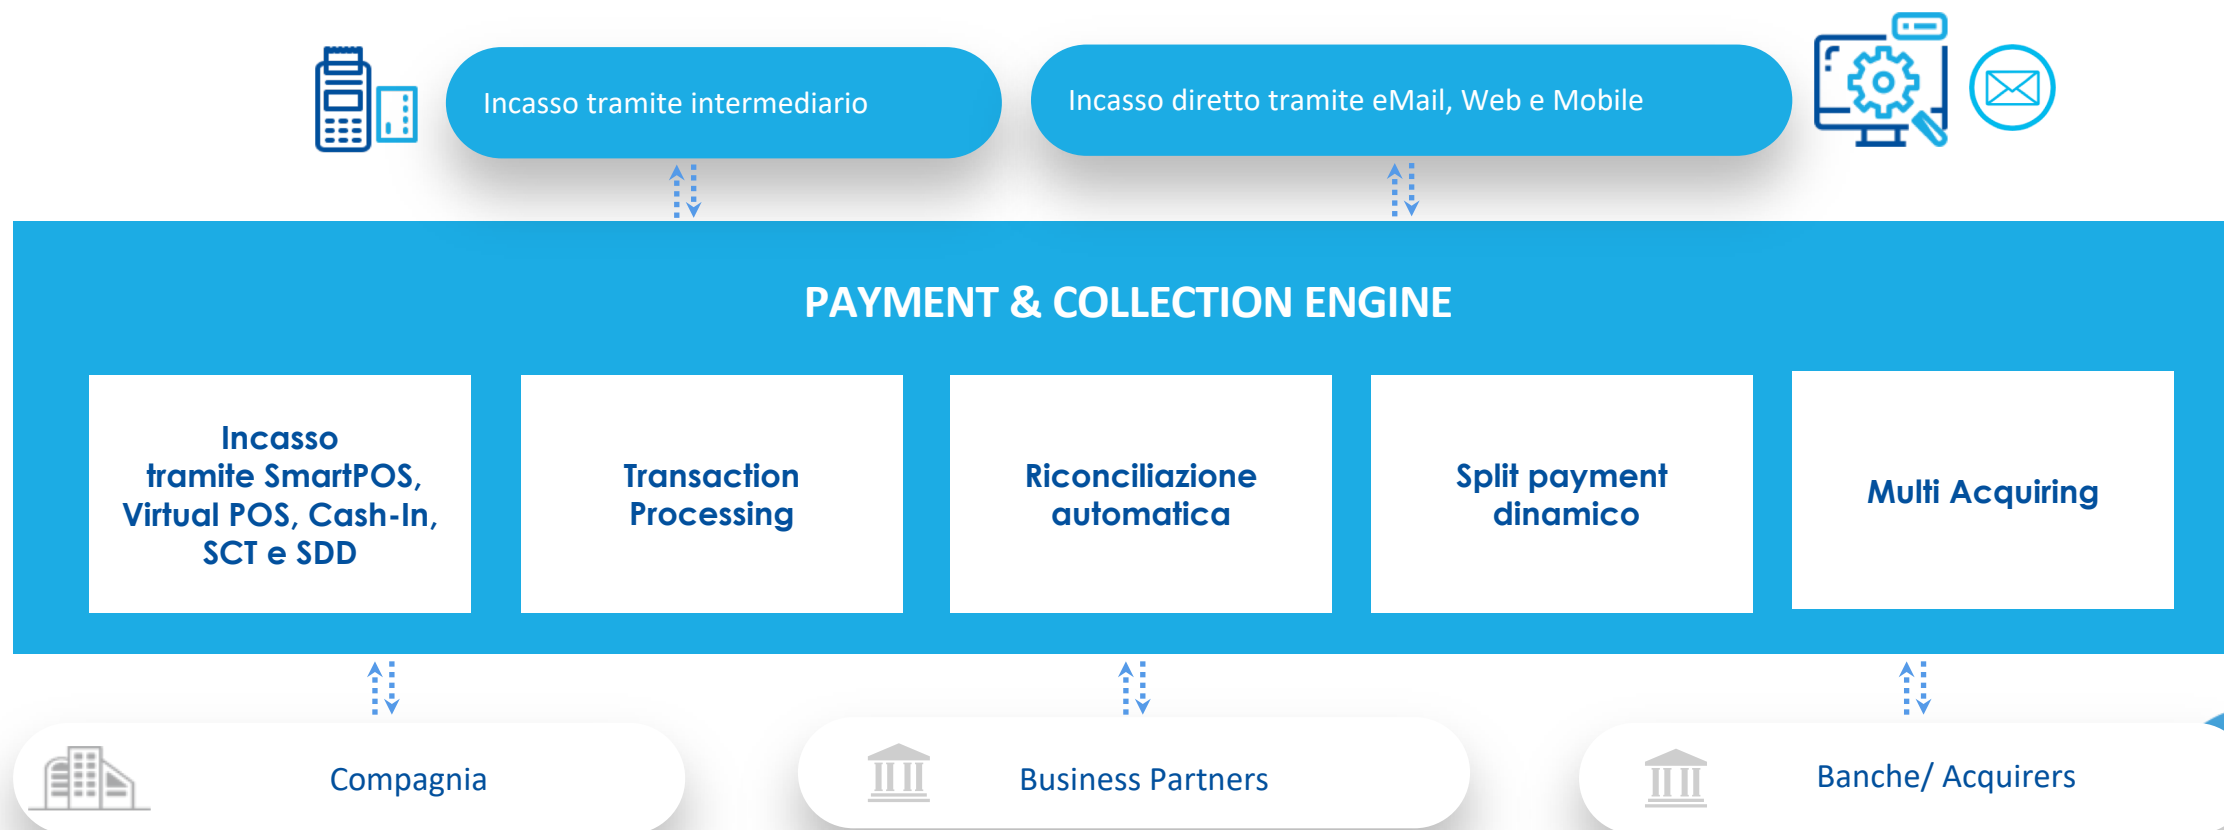 Incasso tramite intermediario
Incasso diretto tramite eMail, Web e Mobile
PAYMENT & COLLECTION ENGINE
Incasso
tramite SmartPOS,
Virtual POS, Cash-In,
SCT e SDD
Transaction
Processing
Riconciliazione
automatica
Split payment
dinamico
Multi Acquiring
Compagnia
Business Partners
Banche/ Acquirers